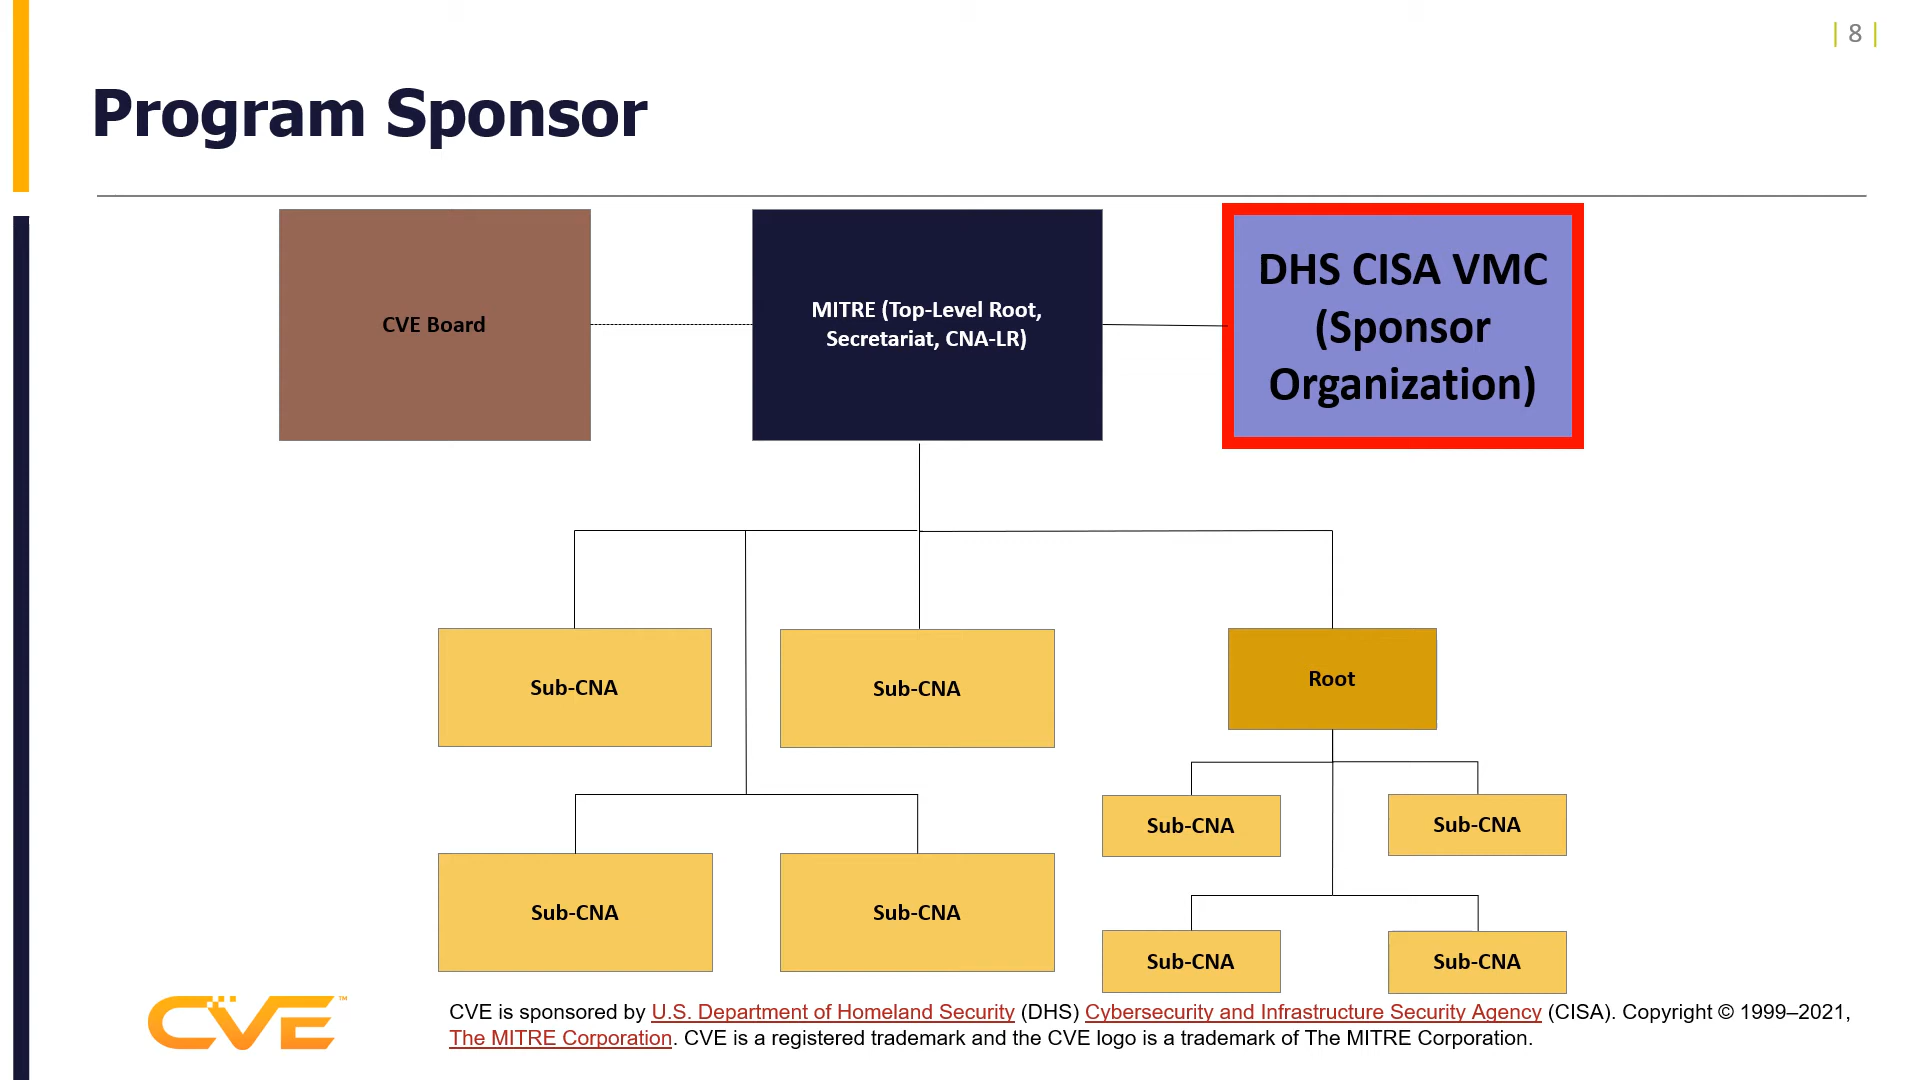 | 8 |
Program Sponsor
CVE Board
MITRE (Top-Level Root,
Secretariat, CNA-LR)
DHS CISA VMC
(Sponsor
Organization)
Sub-CNA
Sub-CNA
Root
Sub-CNA
Sub-CNA
Sub-CNA
Sub-CNA
Sub-CNA
Sub-CNA
CVE™
CVE is sponsored by U.S. Department of Homeland Security (DHS) Cybersecurity and Infrastructure Security Agency (CISA). Copyright © 1999–2021,
The MITRE Corporation. CVE is a registered trademark and the CVE logo is a trademark of The MITRE Corporation.